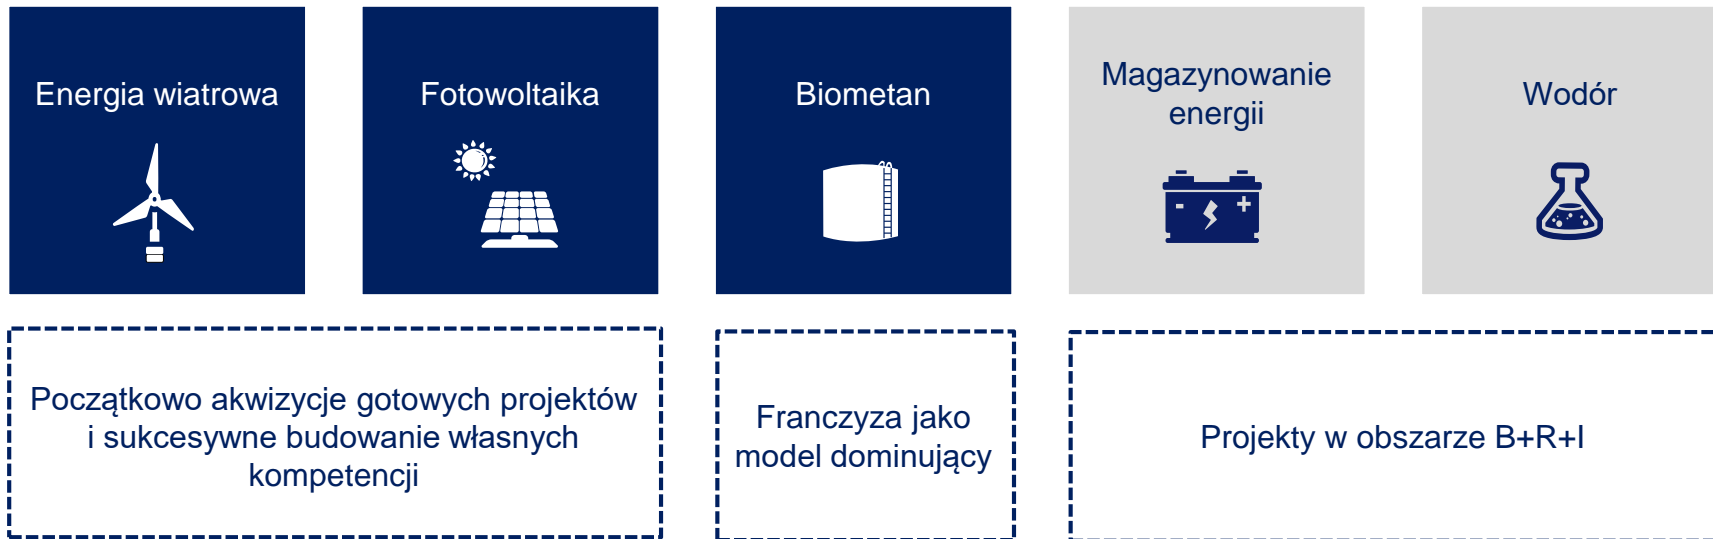 Energia wiatrowa
Fotowoltaika
Biometan
Magazynowanie
energii
Wodór
- +
Początkowo akwizycje gotowych projektów
i sukcesywne budowanie własnych
kompetencji
Franczyza jako
model dominujący
Projekty w obszarze B+R+I